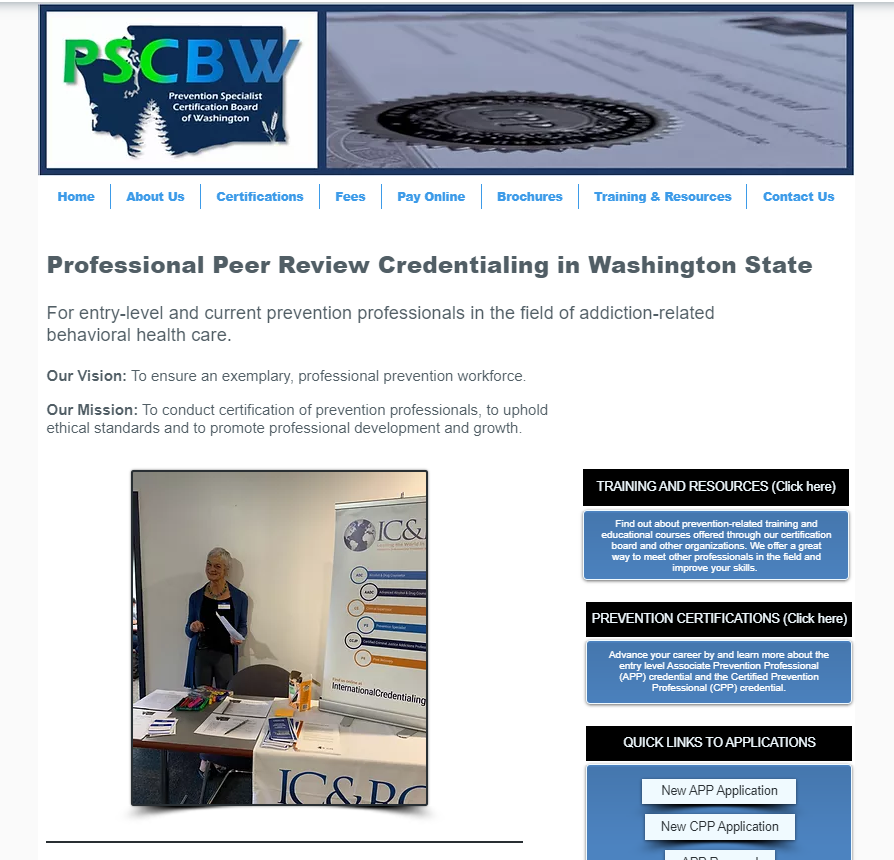 PSCBW
Prevention Specialist
Certification Board
of Washington
Home
About Us
Certifications
Fees
Pay Online
Brochures
Training & Resources
Contact Us
Professional Peer Review Credentialing in Washington State
For entry-level and current prevention professionals in the field of addiction-related
behavioral health care.
Our Vision: To ensure an exemplary, professional prevention workforce.
Our Mission: To conduct certification of prevention professionals, to uphold
ethical standards and to promote professional development and growth.
IC&R
InternationalCredentialing
IC&RC
TRAINING AND RESOURCES (Click here)
Find out about prevention-related training and
educational courses offered through our certification
board and other organizations. We offer a great
way to meet other professionals in the field and
improve your skills.
PREVENTION CERTIFICATIONS (Click here)
Advance your career by and learn more about the
entry level Associate Prevention Professional
(APP) credential and the Certified Prevention
Professional (CPP) credential.
QUICK LINKS TO APPLICATIONS
New APP Application
New CPP Application